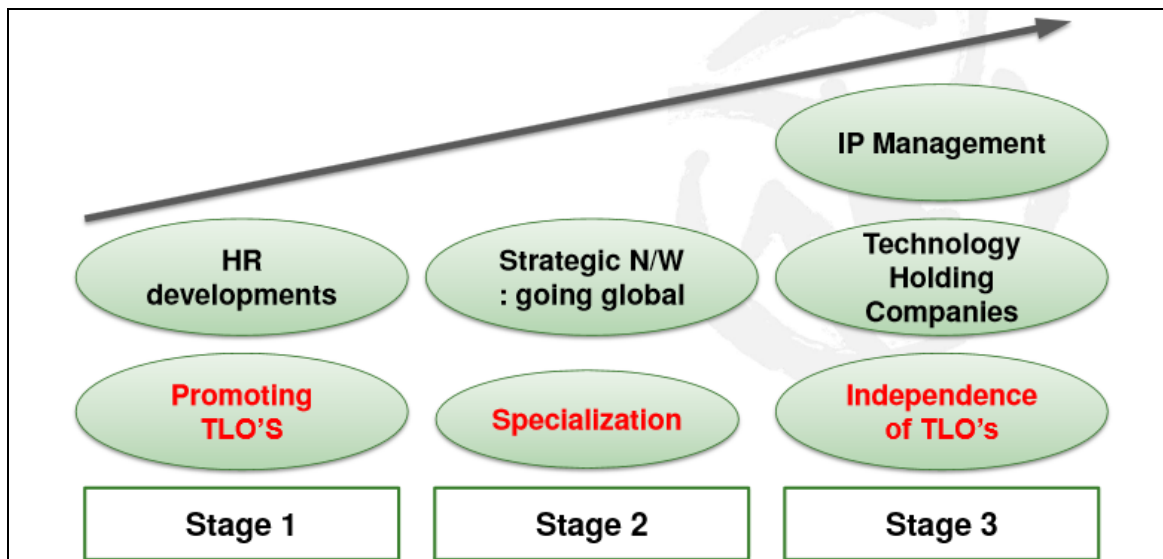 IP Management
HR
developments
Strategic N/W
: going global
Technology
Holding
Companies
Promoting
TLO'S
Specialization
Independence
of TLO's
Stage 1
Stage 2
Stage 3